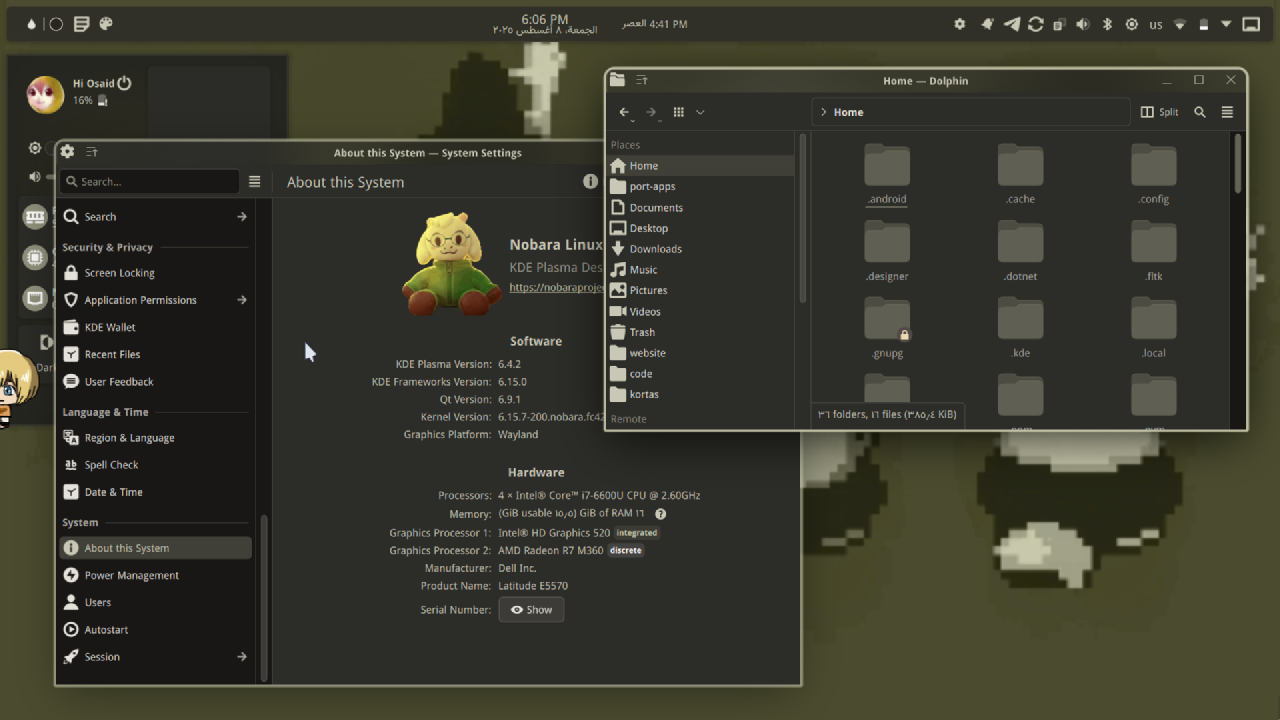 6:06 PM
الجمعة، ٨ أغسطس ٢٠٢٥
العصر 4:41 PM
us
Hi Osaid
16%
About this System — System Settings
Search...
About this System
Search
Security & Privacy
Screen Locking
Application Permissions
KDE Wallet
Recent Files
User Feedback
Language & Time
Region & Language
Spell Check
Date & Time
System
About this System
Power Management
Users
Autostart
Session
Nobara Linux
KDE Plasma Des
https://nobaraproje
Software
KDE Plasma Version: 6.4.2
KDE Frameworks Version: 6.15.0
Qt Version: 6.9.1
Kernel Version: 6.15.7-200.nobara.fc42
Graphics Platform: Wayland
Hardware
Processors: 4 × Intel® Core™ i7-6600U CPU @ 2.60GHz
Memory: (GiB usable ١٥٫٥) GiB of RAM ١٦
Graphics Processor 1: Intel® HD Graphics 520 integrated
Graphics Processor 2: AMD Radeon R7 M360 discrete
Manufacturer: Dell Inc.
Product Name: Latitude E5570
Serial Number: Show
Home — Dolphin
Home
Split
Places
Home
port-apps
Documents
Desktop
Downloads
Music
Pictures
Videos
Trash
website
code
kortas
Remote
.android
.cache
.config
.designer
.dotnet
.fltk
.gnupg
.kde
.local
٣٦ folders, ١٦ files (٣٨٥٫٤ KiB)